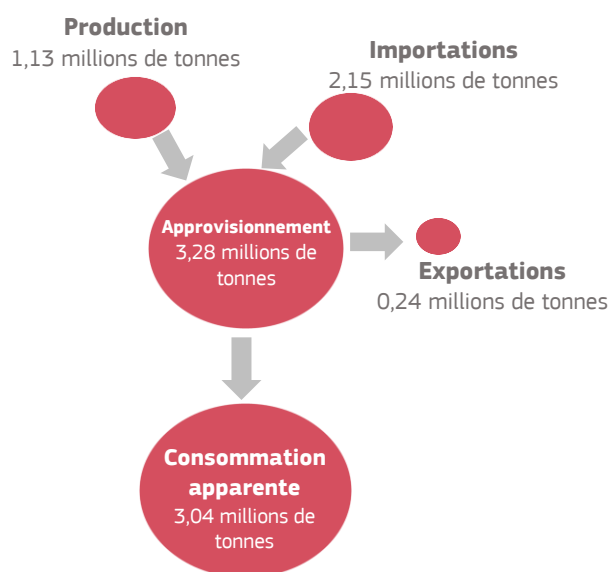 Production
1,13 millions de tonnes
Importations
2,15 millions de tonnes
Approvisionnement
3,28 millions de
tonnes
Exportations
0,24 millions de tonnes
Consommation
apparente
3,04 millions de
tonnes